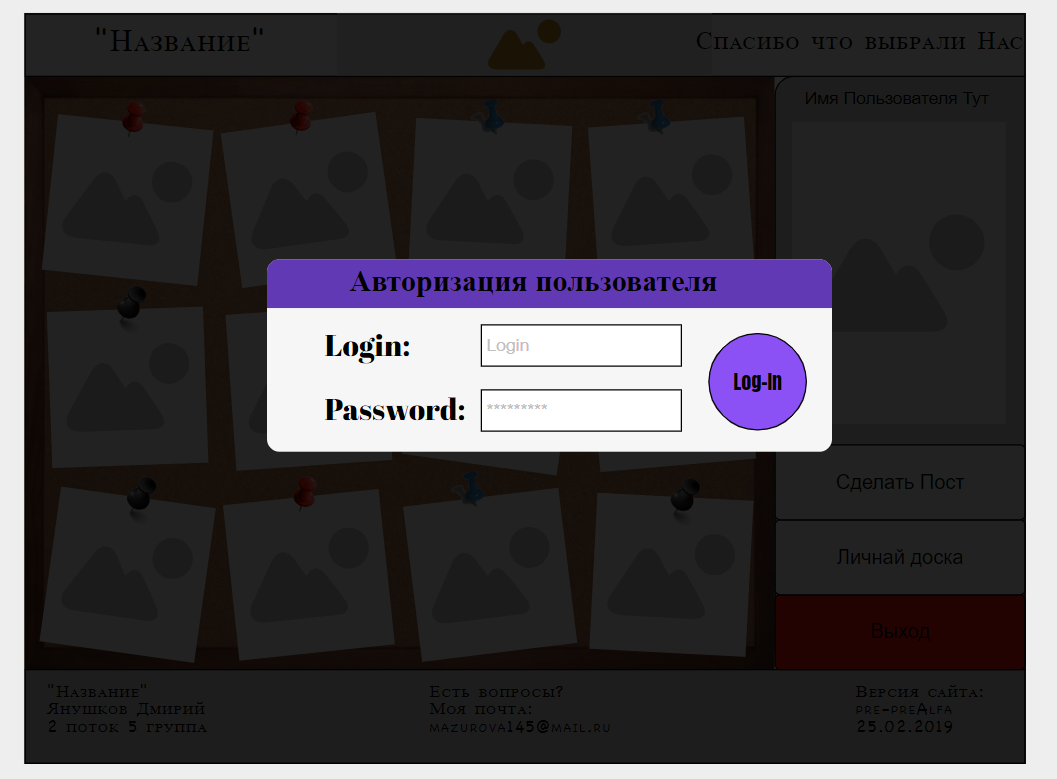 "Название"
Спасибо что выбрали Нас
Имя Пользователя Тут
Авторизация пользователя
Login:
Login
Log-In
Password:
*********
Сделать Пост
Личнай доска
Выход
"Название"
Янушков Дмирий
2 поток 5 группа
Есть вопросы?
Моя почта:
mazurova145@mail.ru
Версия сайта:
pre-preAlfa
25.02.2019